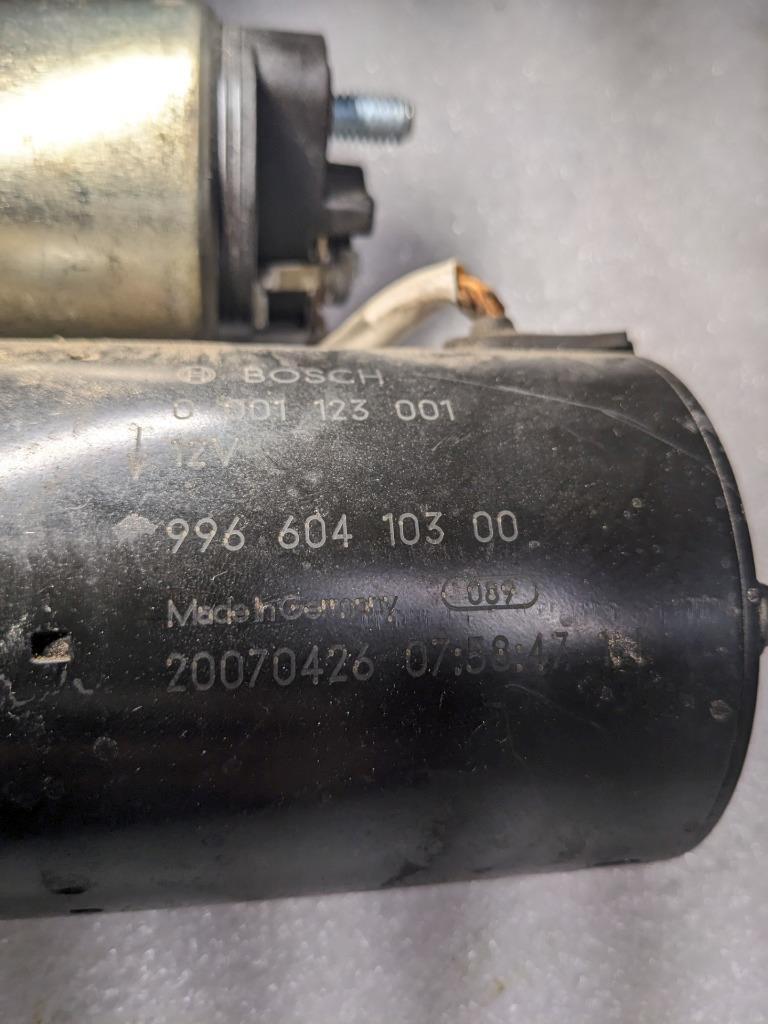 BOSCH
0 001 123 001
12V
996 604 103 00
Made in Germany 089
20070426 07:58:47